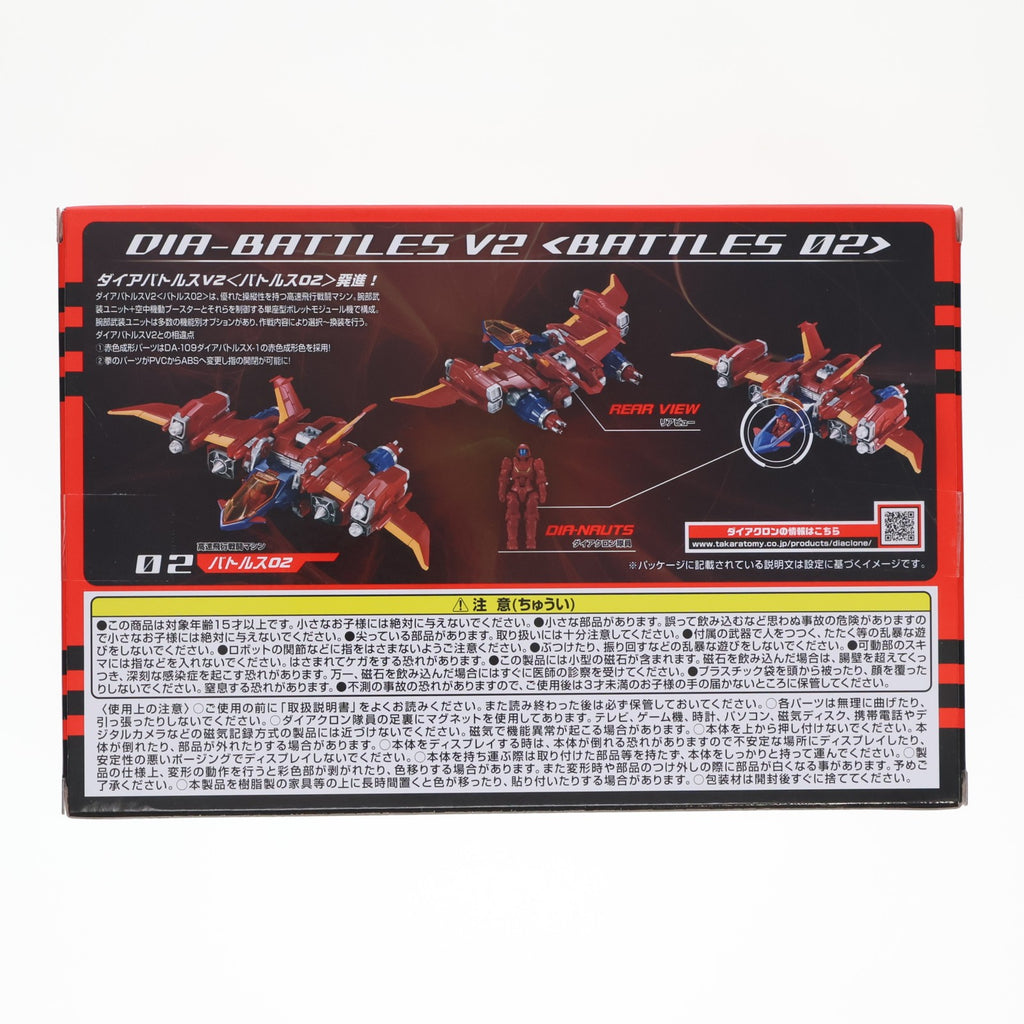 DIA-BATTLES V2 <BATTLES 02>
ダイアバトルスV2<バトルス02>発進!
ダイアバトルスV2<バトルス02>は、優れた操縦性を持つ高速飛行戦闘マシン。腕部武
装ユニット+空中機動ブースターとそれらを制御する単座型ポレットモジュール機で構成。
腕部武装ユニットは多数の機能別オプションがあり、作戦内容により選択~換装を行う。
ダイアバトルスV2との相違点
①赤色成形パーツはDA-109ダイアバトルスX-1の赤色成形色を採用!
②拳のパーツがPVCからABSへ変更し指の開閉が可能に!
REAR VIEW
リアビュー
DIA-NAUTS
ダイアクロン隊員
ダイアクロンの情報はこちら
www.takaratomy.co.jp/products/diaclone/
高速飛行戦闘マシン
02 バトルス02
※パッケージに記載されている説明文は設定に基づくイメージです。
⚠注 意(ちゅうい)
●この商品は対象年齢15才以上です。小さなお子様には絶対に与えないでください。●小さな部品があります。誤って飲み込むなど思わぬ事故の危険がありますの
で小さなお子様には絶対に与えないでください。●尖っている部品があります。取り扱いには十分注意してください。●付属の武器で人をつつく、たたく等の乱暴な遊
びをしないでください。●ロボットの関節などに指をはさまないようご注意ください。●ぶつけたり、振り回すなどの乱暴な遊びをしないでください。●可動部のスキ
マには指などを入れないでください。はさまれてケガをする恐れがあります。●この製品には小型の磁石が含まれます。磁石を飲み込んだ場合は、腸壁を超えてくっ
つき、深刻な感染症を起こす恐れがあります。万一、磁石を飲み込んだ場合にはすぐに医師の診察を受けてください。●プラスチック袋を頭から被ったり、顔を覆った
りしないでください。窒息する恐れがあります。●不測の事故の恐れがありますので、ご使用後は3才未満のお子様の手の届かないところに保管してください。
〈使用上の注意〉○ご使用の前に「取扱説明書」をよくお読みください。また読み終わった後は必ず保管しておいてください。○各パーツは無理に曲げたり、
引っ張ったりしないでください。○ダイアクロン隊員の足裏にマグネットを使用してあります。テレビ、ゲーム機、時計、パソコン、磁気ディスク、携帯電話やデ
ジタルカメラなどの磁気記録方式の製品には近づけないでください。磁気で機能異常が起こる場合があります。○本体を上から押し付けないでください。本
体が倒れたり、部品が外れたりする場合があります。○本体をディスプレイする時は、本体が倒れる恐れがありますので不安定な場所にディスプレイしたり、
安定性の悪いポージングでディスプレイしないでください。○本体を持ち運ぶ際は取り付けた部品等を持たず、本体をしっかりと持って運んでください。○製
品の仕様上、変形の動作を行うと彩色部が剥がれたり、色移りする場合があります。また変形時や部品のつけ外しの際に部品が白くなる事があります。予めご
了承ください。○本製品を樹脂製の家具等の上に長時間置くと色が移ったり、貼り付いたりする場合があります。○包装材は開封後すぐに捨ててください。